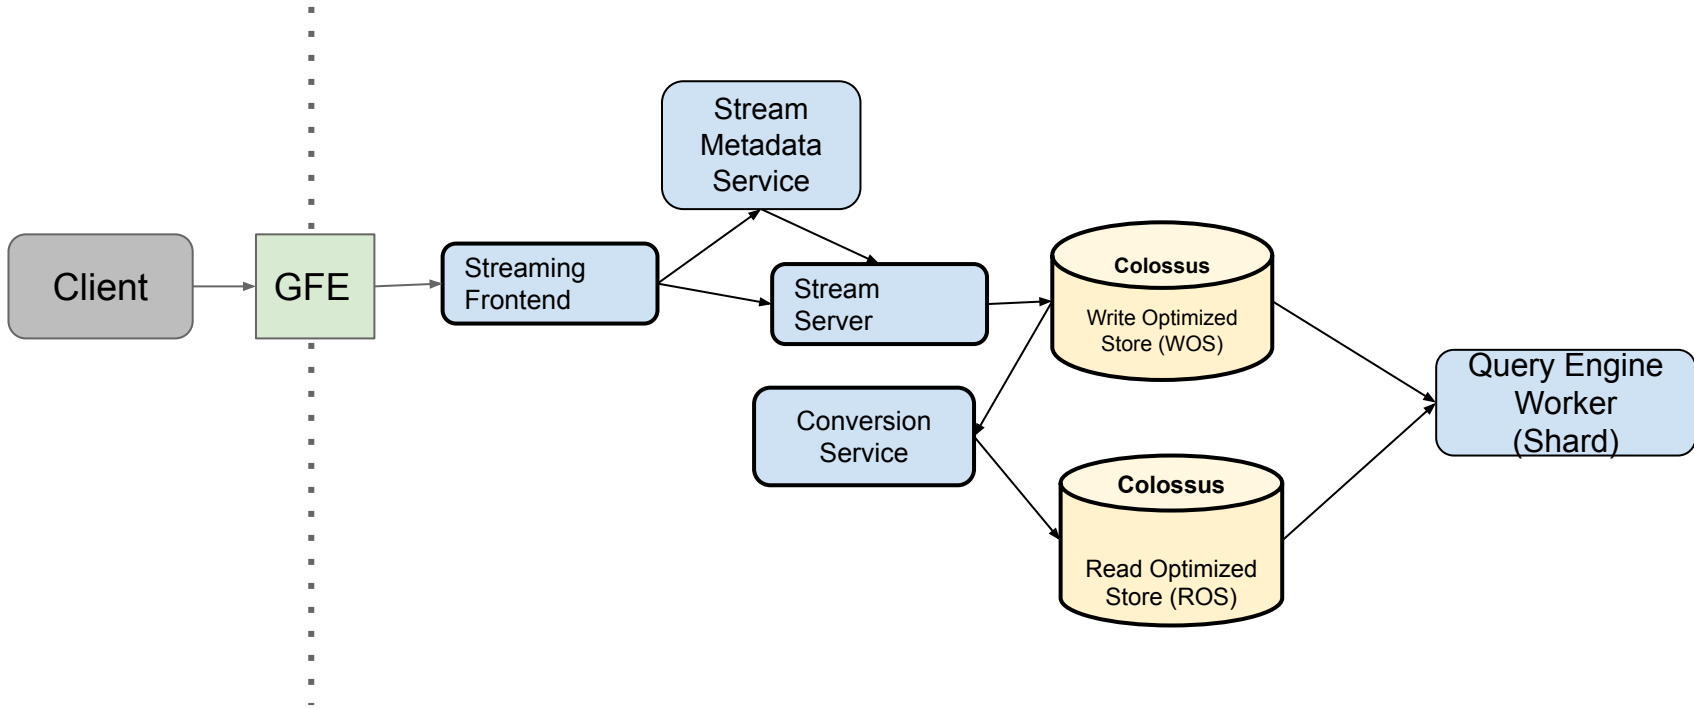 Client
GFE
Streaming
Frontend
Stream
Metadata
Service
Stream
Server
Conversion
Service
Colossus
Write Optimized
Store (WOS)
Colossus
Read Optimized
Store (ROS)
Query Engine
Worker
(Shard)